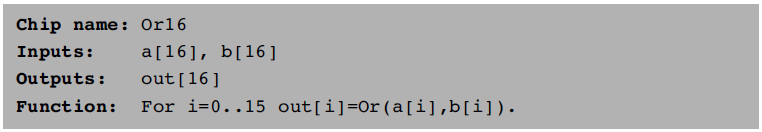 Chip name: Or16
Inputs: a[16], b[16]
Outputs: out[16]
Function: For i=0..15 out[i]=Or(a[i],b[i]).